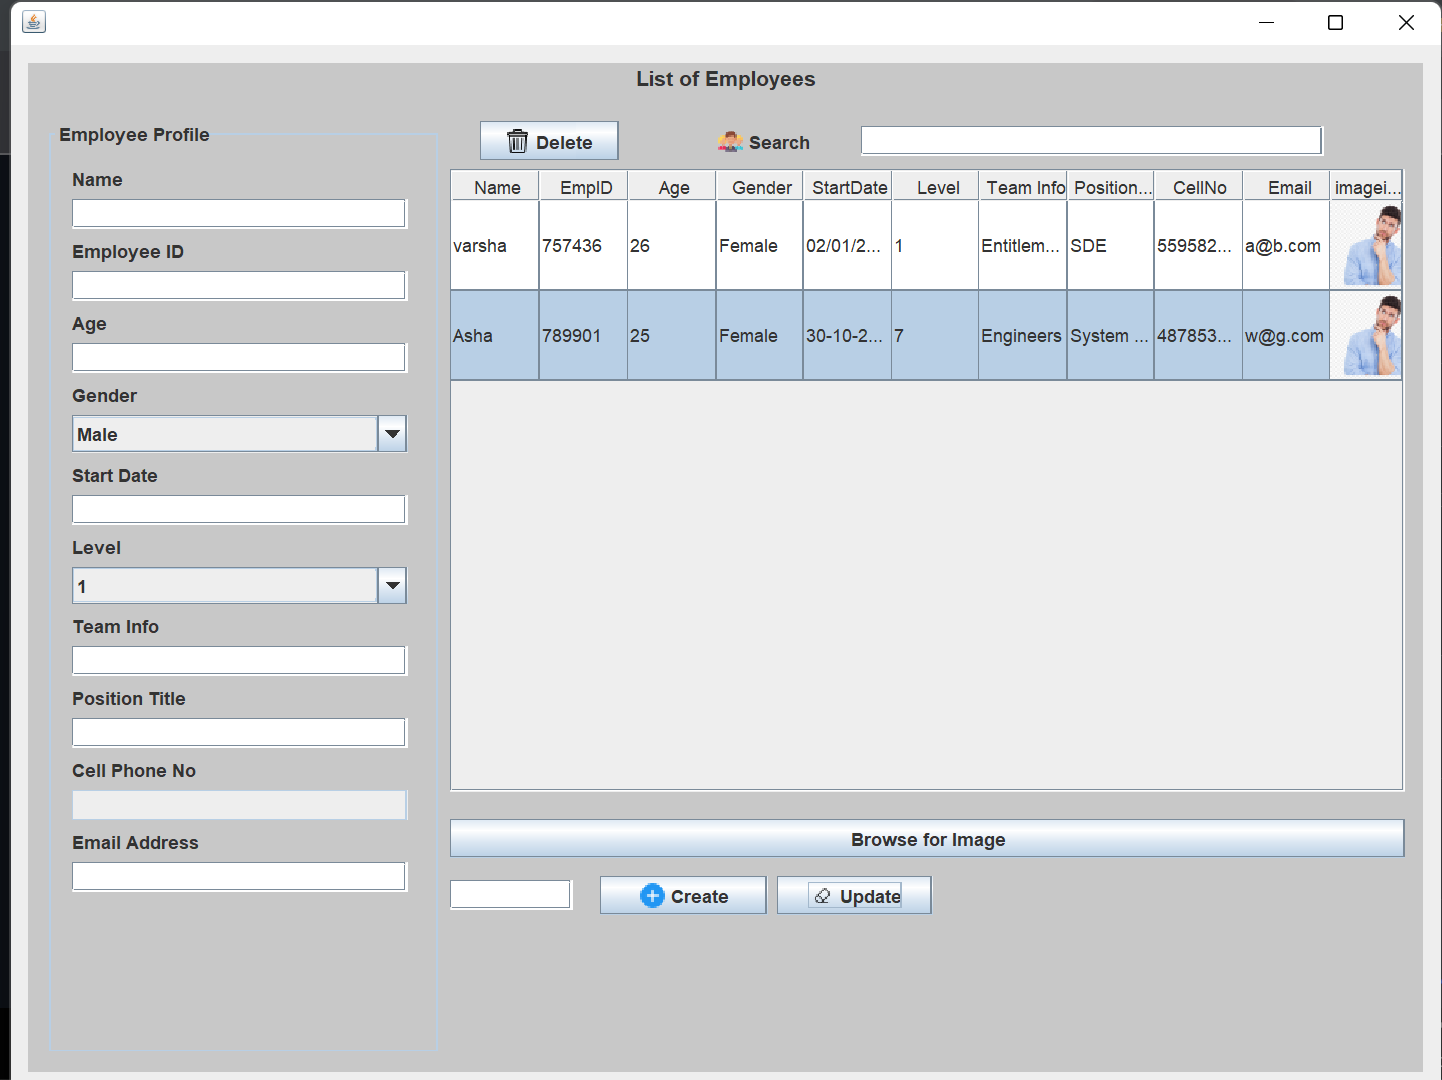 List of Employees
Employee Profile
Name
Employee ID
Age
Gender
Male
Start Date
Level
1
Team Info
Position Title
Cell Phone No
Email Address
Delete
Search
Name EmpID Age Gender StartDate Level Team Info Position... CellNo Email imagei...
varsha 757436 26 Female 02/01/2... 1 Entitlem... SDE 559582... a@b.com
Asha 789901 25 Female 30-10-2... 7 Engineers System ... 487853... w@g.com
Browse for Image
Create
Update